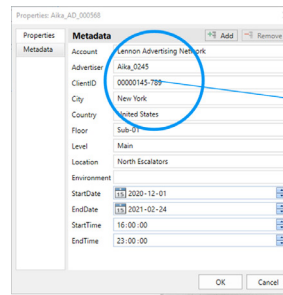 Properties: Aika_AD_000568
Properties
Metadata
Metadata
Add
Remove
Account Lennon Advertising Network
Advertiser Aika_0245
ClientID 00000145-789
City New York
Country United States
Floor Sub-01
Level Main
Location North Escalators
Environment
StartDate 15 2020-12-01
EndDate 15 2021-02-24
StartTime 16:00:00
EndTime 23:00:00
OK Cancel